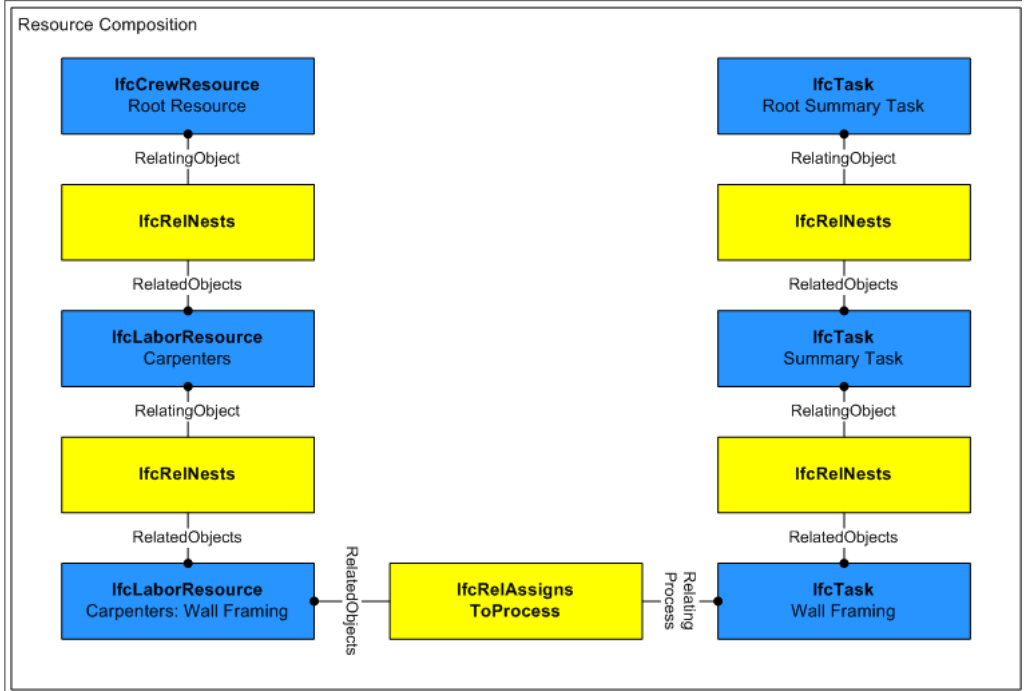 Resource Composition
IfcCrewResource
Root Resource
IfcTask
Root Summary Task
RelatingObject
RelatingObject
IfcRelNests
IfcRelNests
RelatedObjects
RelatedObjects
IfcLaborResource
Carpenters
IfcTask
Summary Task
RelatingObject
RelatingObject
IfcRelNests
IfcRelNests
RelatedObjects
RelatedObjects
IfcLaborResource
Carpenters: Wall Framing
RelatedObjects
IfcRelAssigns
ToProcess
Relating
Process
IfcTask
Wall Framing